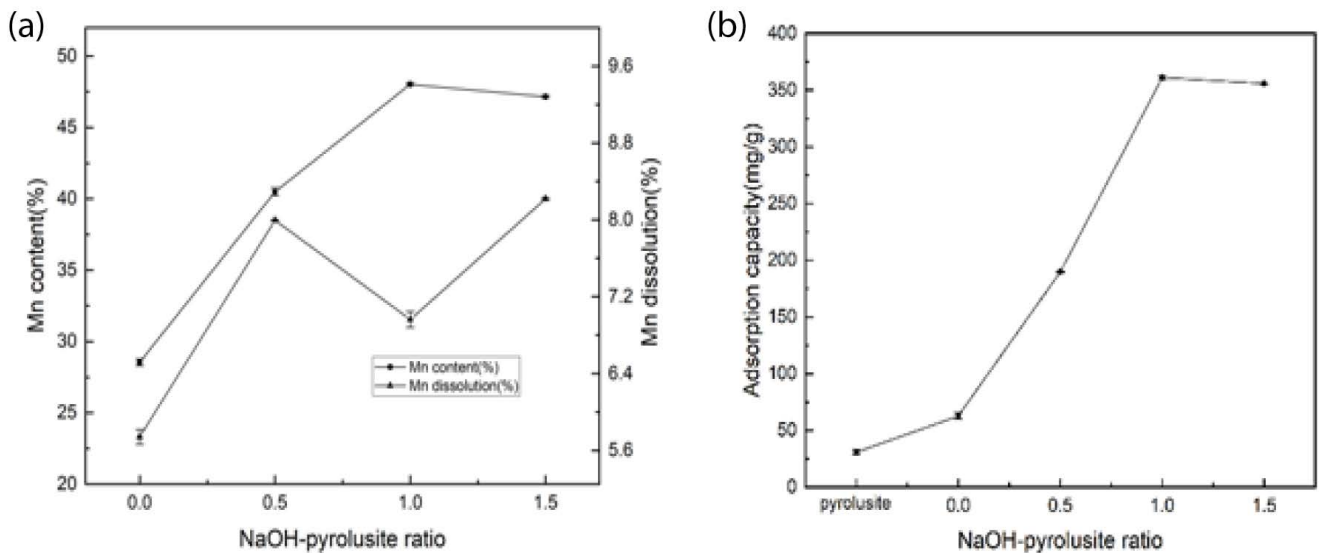 (a)
50
45
40
35
30
25
20
Mn content(%)
9.6
8.8
8.0
7.2
6.4
5.6
Mn dissolution(%)
Mn content(%)
Mn dissolution(%)
0.0 0.5 1.0 1.5
NaOH-pyrolusite ratio
(b)
400
350
300
250
200
150
100
50
0
Adsorption capacity(mg/g)
pyrolusite 0.0 0.5 1.0 1.5
NaOH-pyrolusite ratio